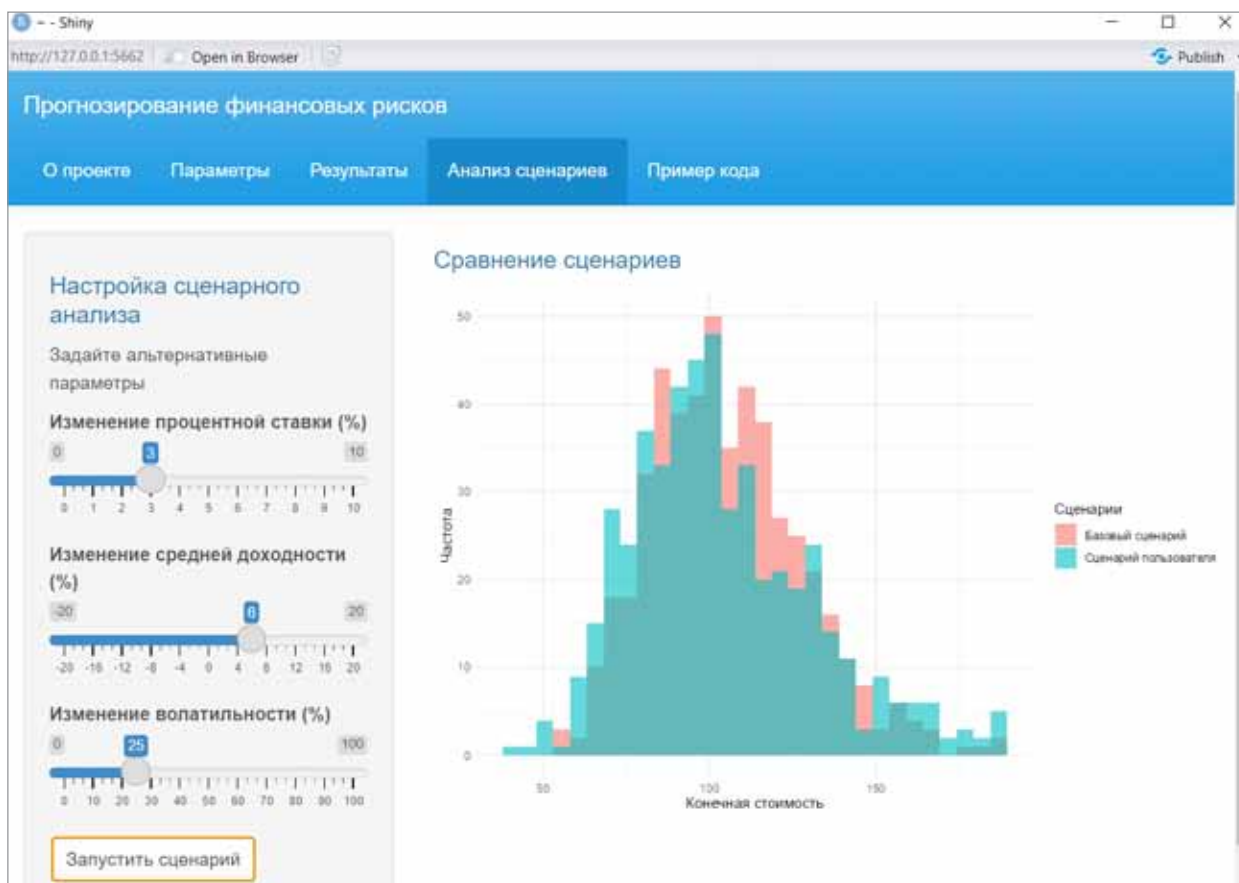 ~ - Shiny
http://127.0.0.1:5662
Open in Browser
Publish
Прогнозирование финансовых рисков
О проекте
Параметры
Результаты
Анализ сценариев
Пример кода
Настройка сценарного
анализа
Задайте альтернативные
параметры
Изменение процентной ставки (%)
0 3 10
0 1 2 3 4 5 6 7 8 9 10
Изменение средней доходности
(%)
-20 6 20
-20 -16 -12 -8 -4 0 4 8 12 16 20
Изменение волатильности (%)
0 25 100
0 10 20 30 40 50 60 70 80 90 100
Запустить сценарий
Сравнение сценариев
50
40
30
20
10
0
Частота
50 100 150
Конечная стоимость
Сценарии
Базовый сценарий
Сценарий пользователя